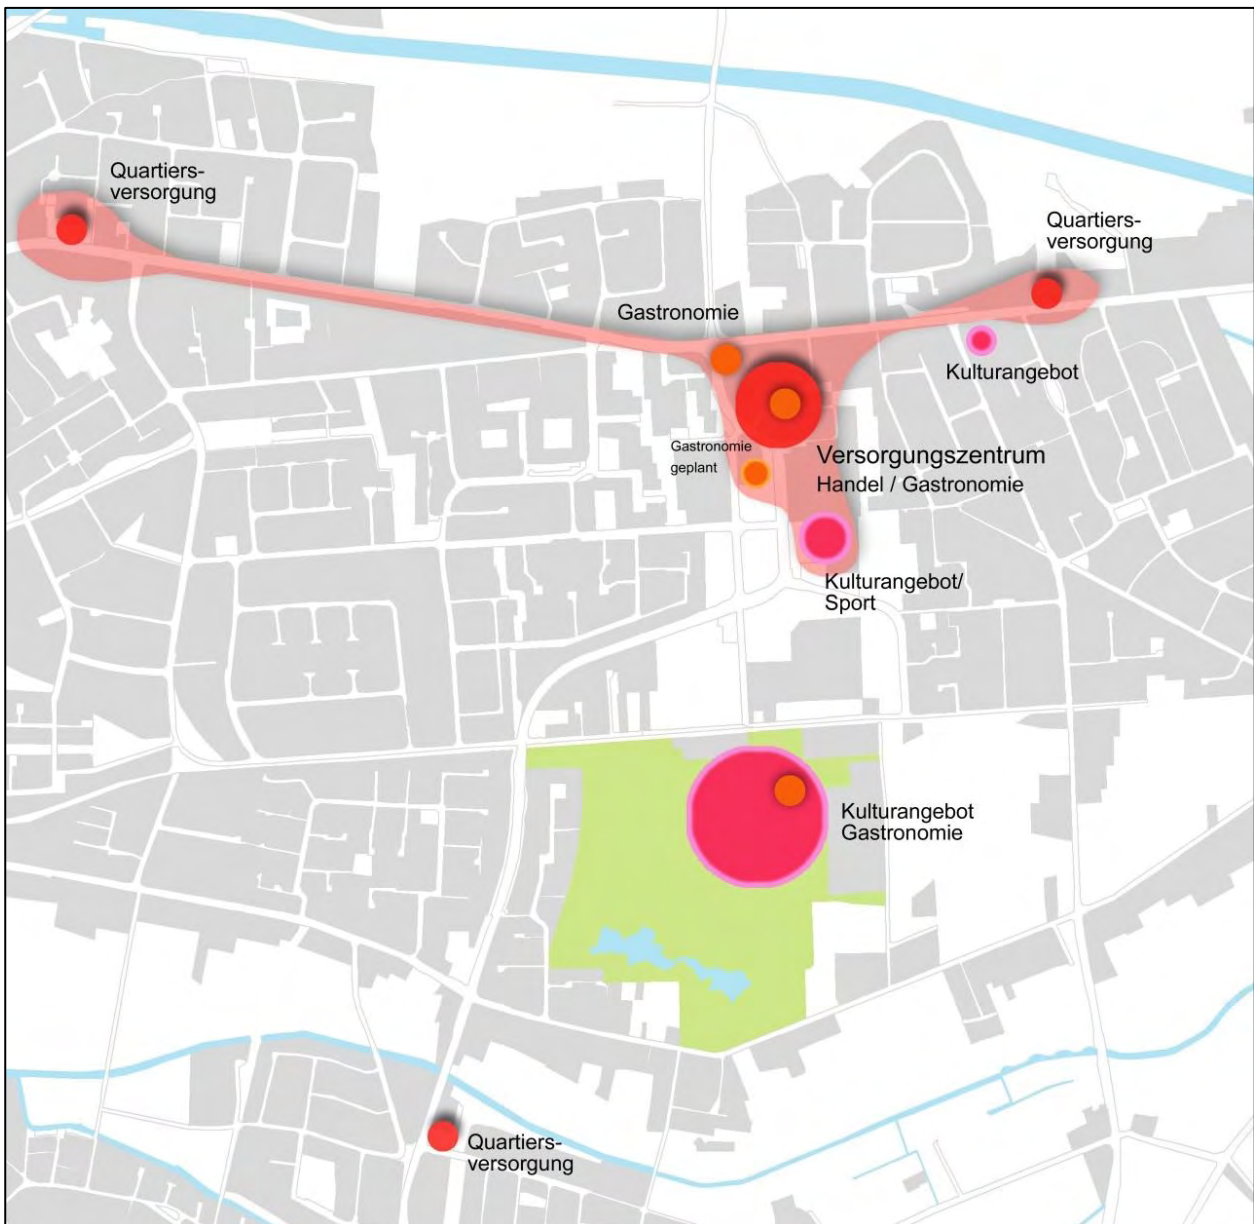 Quartiers-
versorgung
Quartiers-
versorgung
Gastronomie
Kulturangebot
Gastronomie
geplant
Versorgungszentrum
Handel / Gastronomie
Kulturangebot/
Sport
Kulturangebot
Gastronomie
Quartiers-
versorgung